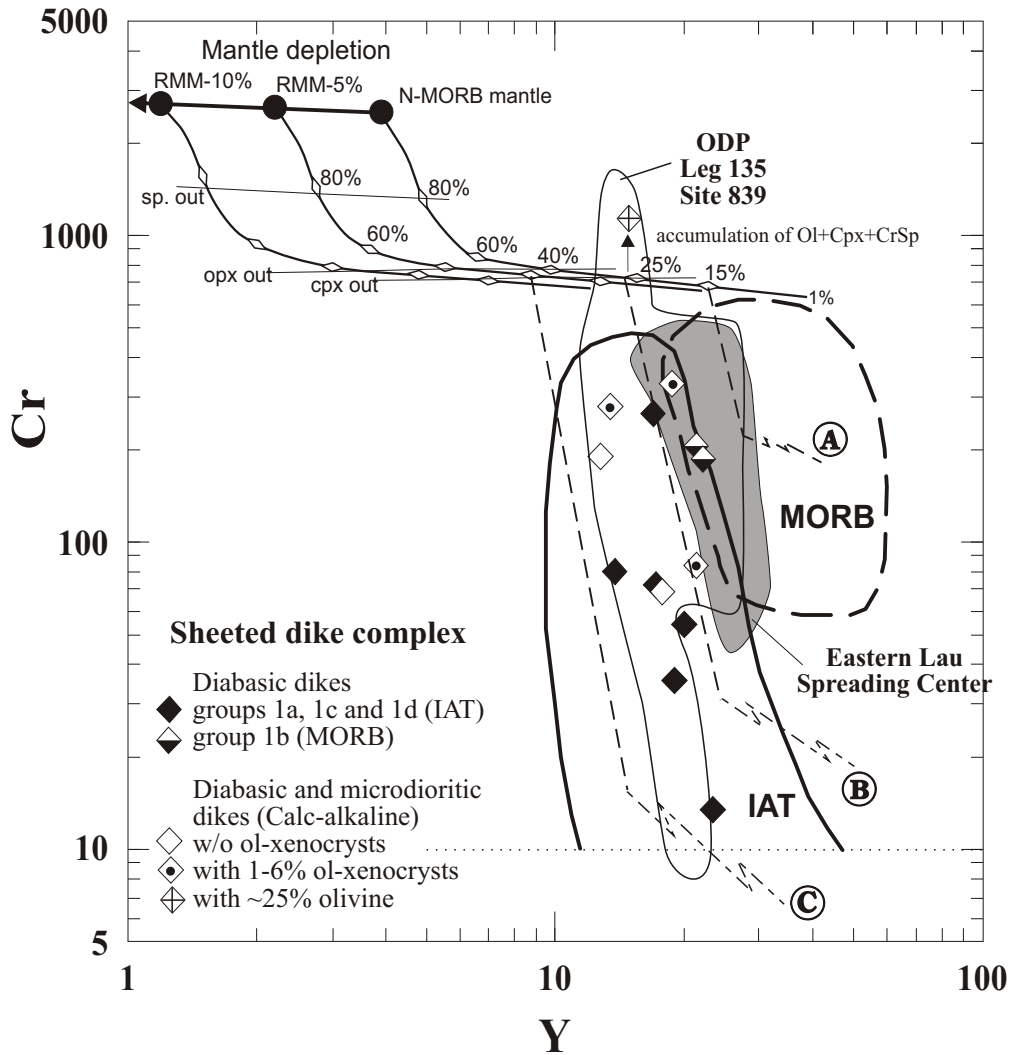 5000
Mantle depletion
RMM-10%
RMM-5%
N-MORB mantle
ODP
Leg 135
Site 839
80%
80%
sp. out
1000
60%
60%
40%
accumulation of Ol+Cpx+CrSp
25%
15%
opx out
cpx out
1%
Cr
A
MORB
100
Sheeted dike complex
Eastern Lau
Spreading Center
Diabasic dikes
groups 1a, 1c and 1d (IAT)
group 1b (MORB)
B
IAT
Diabasic and microdioritic
dikes (Calc-alkaline)
w/o ol-xenocrysts
10
with 1-6% ol-xenocrysts
with ~25% olivine
C
5
1
10
100
Y